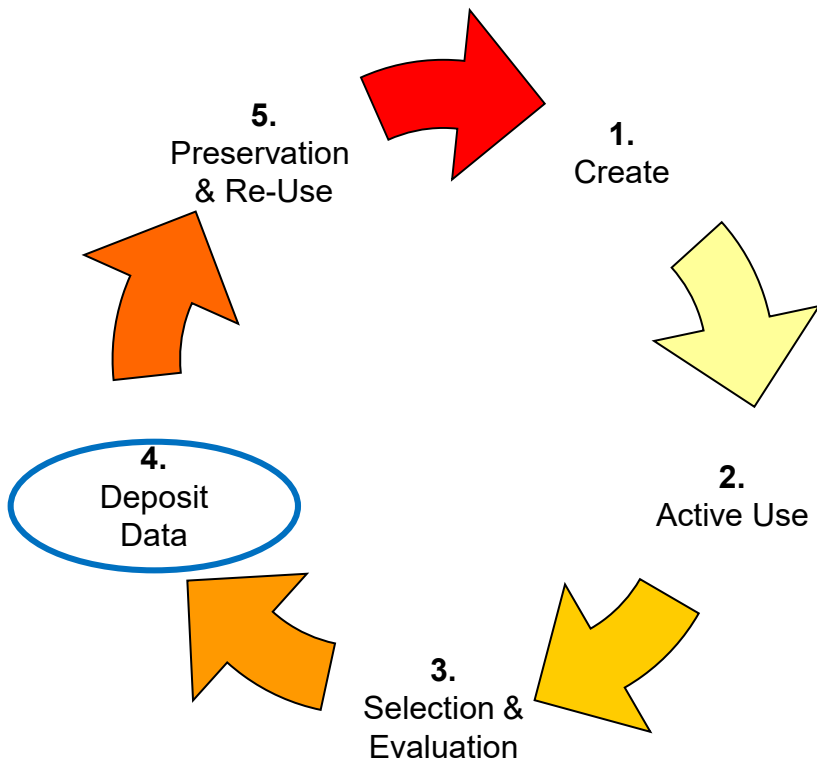 1.
Create
2.
Active Use
3.
Selection &
Evaluation
4.
Deposit
Data
5.
Preservation
& Re-Use